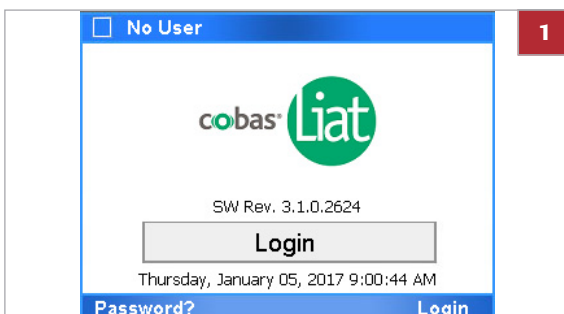 No User
1
cobas®
Liat
SW Rev. 3.1.0.2624
Login
Thursday, January 05, 2017 9:00:44 AM
Password? Login